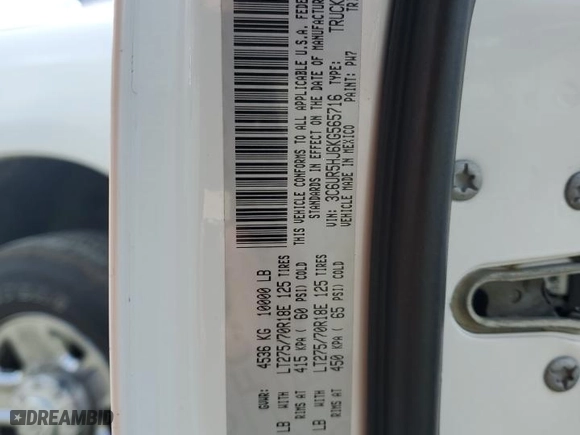 GVWR: 4536 KG 10000 LB
LB WITH LT275/70R18E 125 TIRES
RIMS AT 415 KPA ( 60 PSI) COLD
LB WITH LT275/70R18E 125 TIRES
RIMS AT 450 KPA ( 65 PSI) COLD
THIS VEHICLE CONFORMS TO ALL APPLICABLE U.S.A. FEDE
STANDARDS IN EFFECT ON THE DATE OF MANUFACTUR
VIN: 3C6UR5HJ6KG565716 TYPE: TRUCK
VEHICLE MADE IN MEXICO PAINT: PW7
TR
DREAMBID